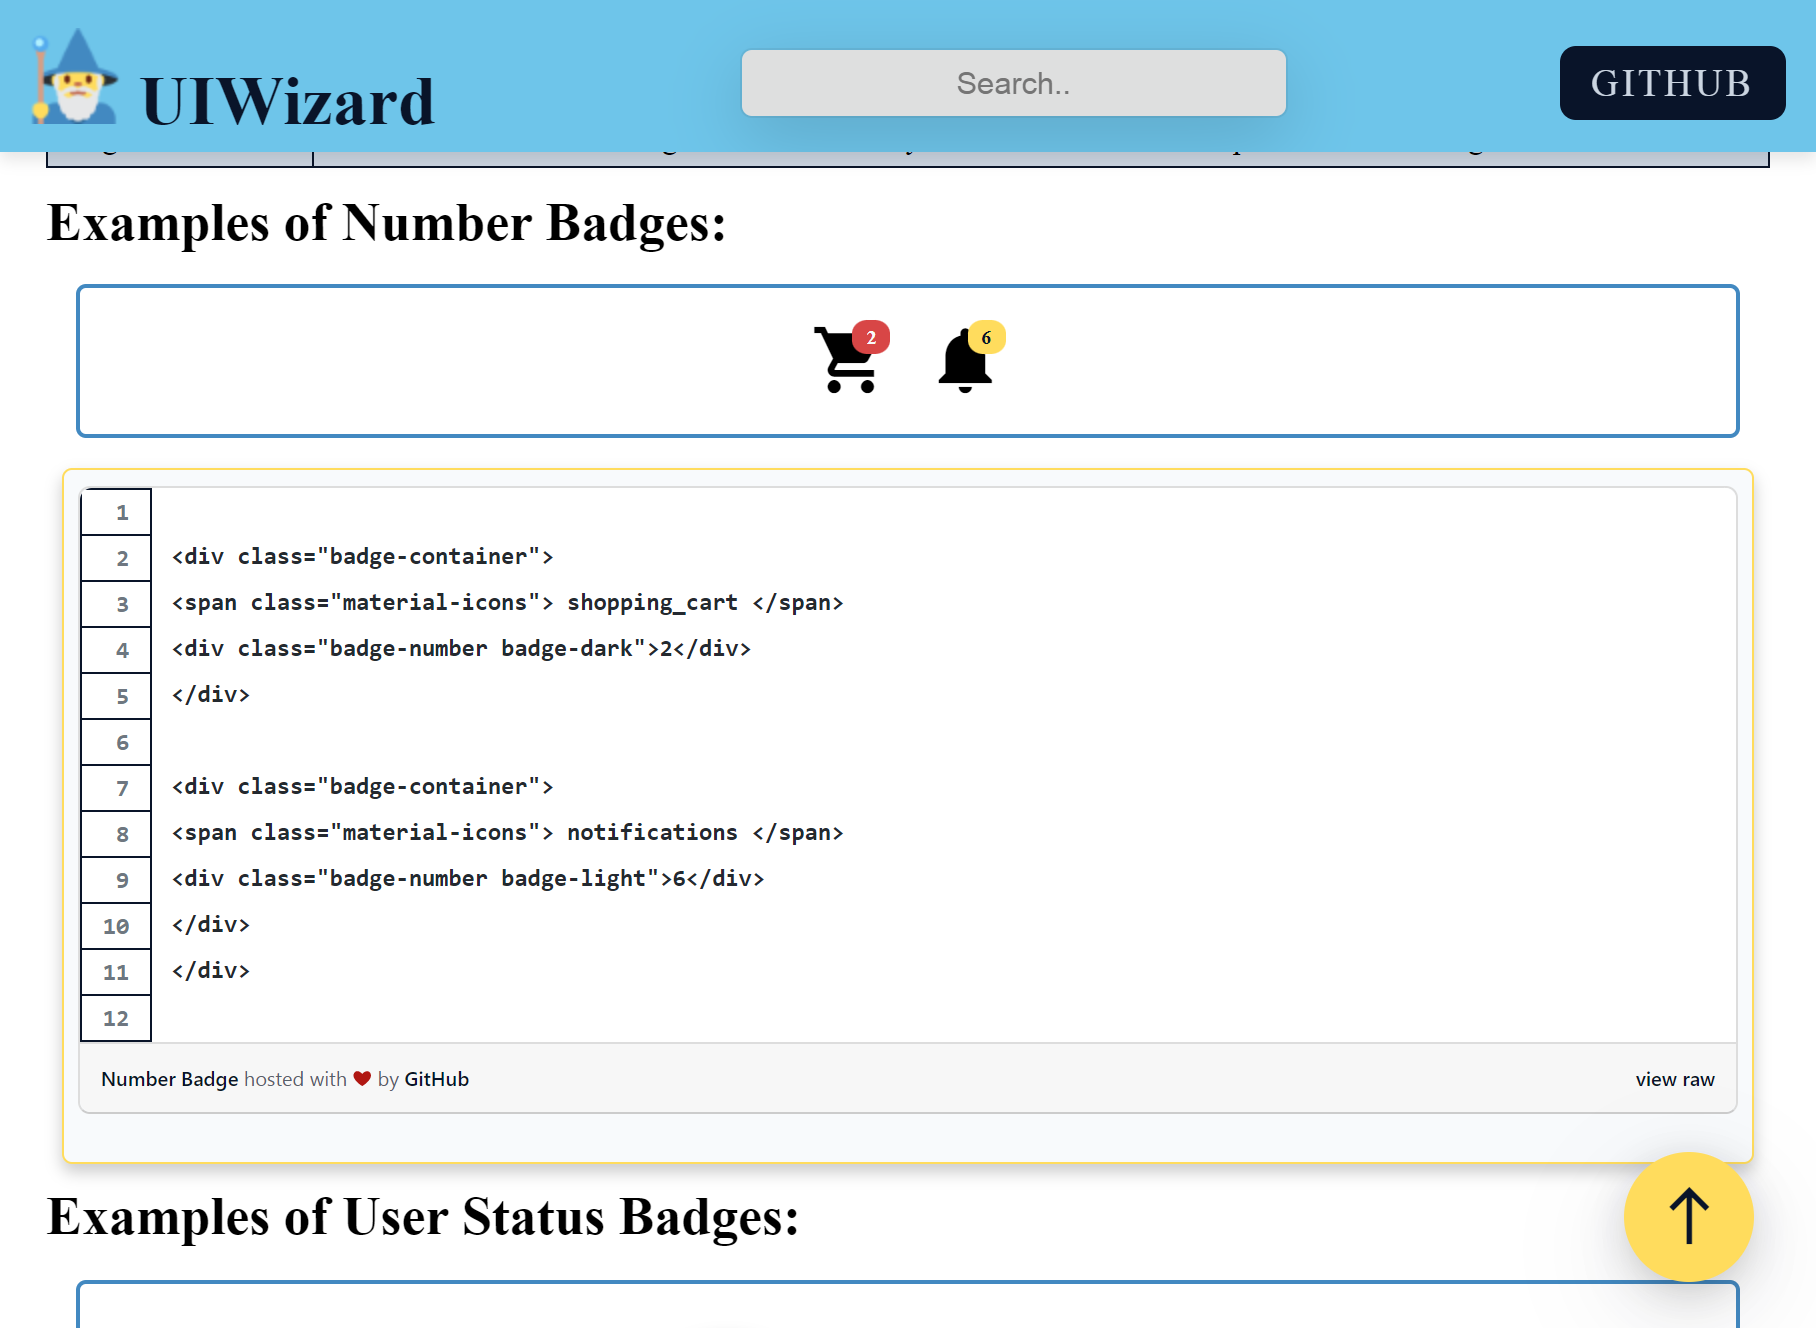 UIWizard
Search..
GITHUB
Examples of Number Badges:
2
6
1
2 <div class="badge-container">
3 <span class="material-icons"> shopping_cart </span>
4 <div class="badge-number badge-dark">2</div>
5 </div>
6
7 <div class="badge-container">
8 <span class="material-icons"> notifications </span>
9 <div class="badge-number badge-light">6</div>
10 </div>
11 </div>
12
Number Badge hosted with ❤ by GitHub
view raw
Examples of User Status Badges: